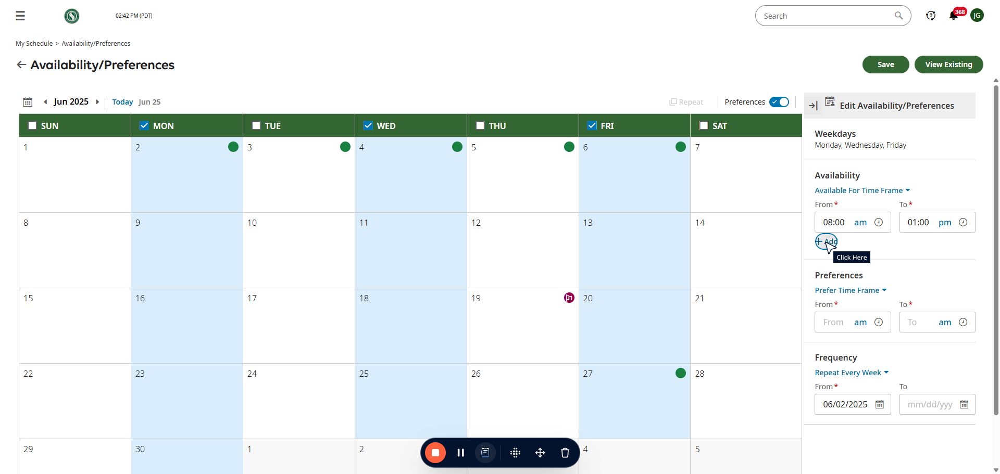 02:42 PM (PDT)
Search
368
JG
My Schedule > Availability/Preferences
Availability/Preferences
Save
View Existing
Jun 2025
Today Jun 25
Repeat
Preferences
SUN MON TUE WED THU FRI SAT
1 2 3 4 5 6 7
8 9 10 11 12 13 14
15 16 17 18 19 20 21
22 23 24 25 26 27 28
29 30 1 2 4 5
Edit Availability/Preferences
Weekdays
Monday, Wednesday, Friday
Availability
Available For Time Frame
From * To *
08:00 am 01:00 pm
+ Add
Click Here
Preferences
Prefer Time Frame
From * To *
From am To am
Frequency
Repeat Every Week
From * To
06/02/2025 mm/dd/yyy